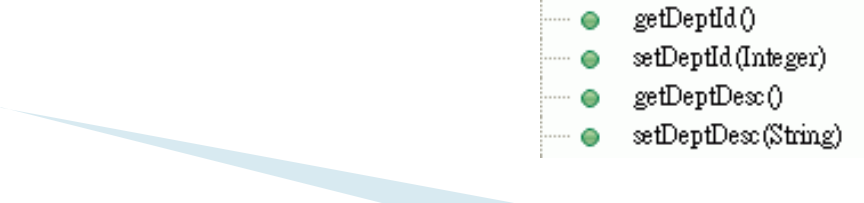 getDeptId()
setDeptId(Integer)
getDeptDesc()
setDeptDesc(String)